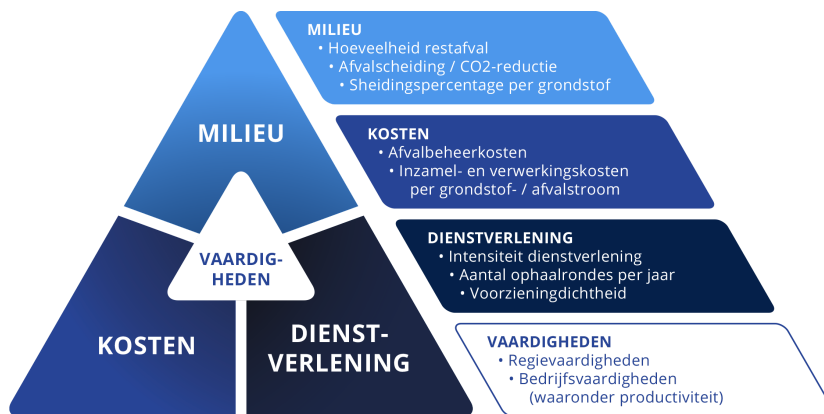 MILIEU
VAARDIG-
HEDEN
KOSTEN
DIENST-
VERLENING
MILIEU
• Hoeveelheid restafval
• Afvalscheiding / CO2-reductie
• Sheidingspercentage per grondstof
KOSTEN
• Afvalbeheerkosten
• Inzamel- en verwerkingskosten
per grondstof- / afvalstroom
DIENSTVERLENING
• Intensiteit dienstverlening
• Aantal ophaalrondes per jaar
• Voorzieningdichtheid
VAARDIGHEDEN
• Regievaardigheden
• Bedrijfsvaardigheden
(waaronder productiviteit)